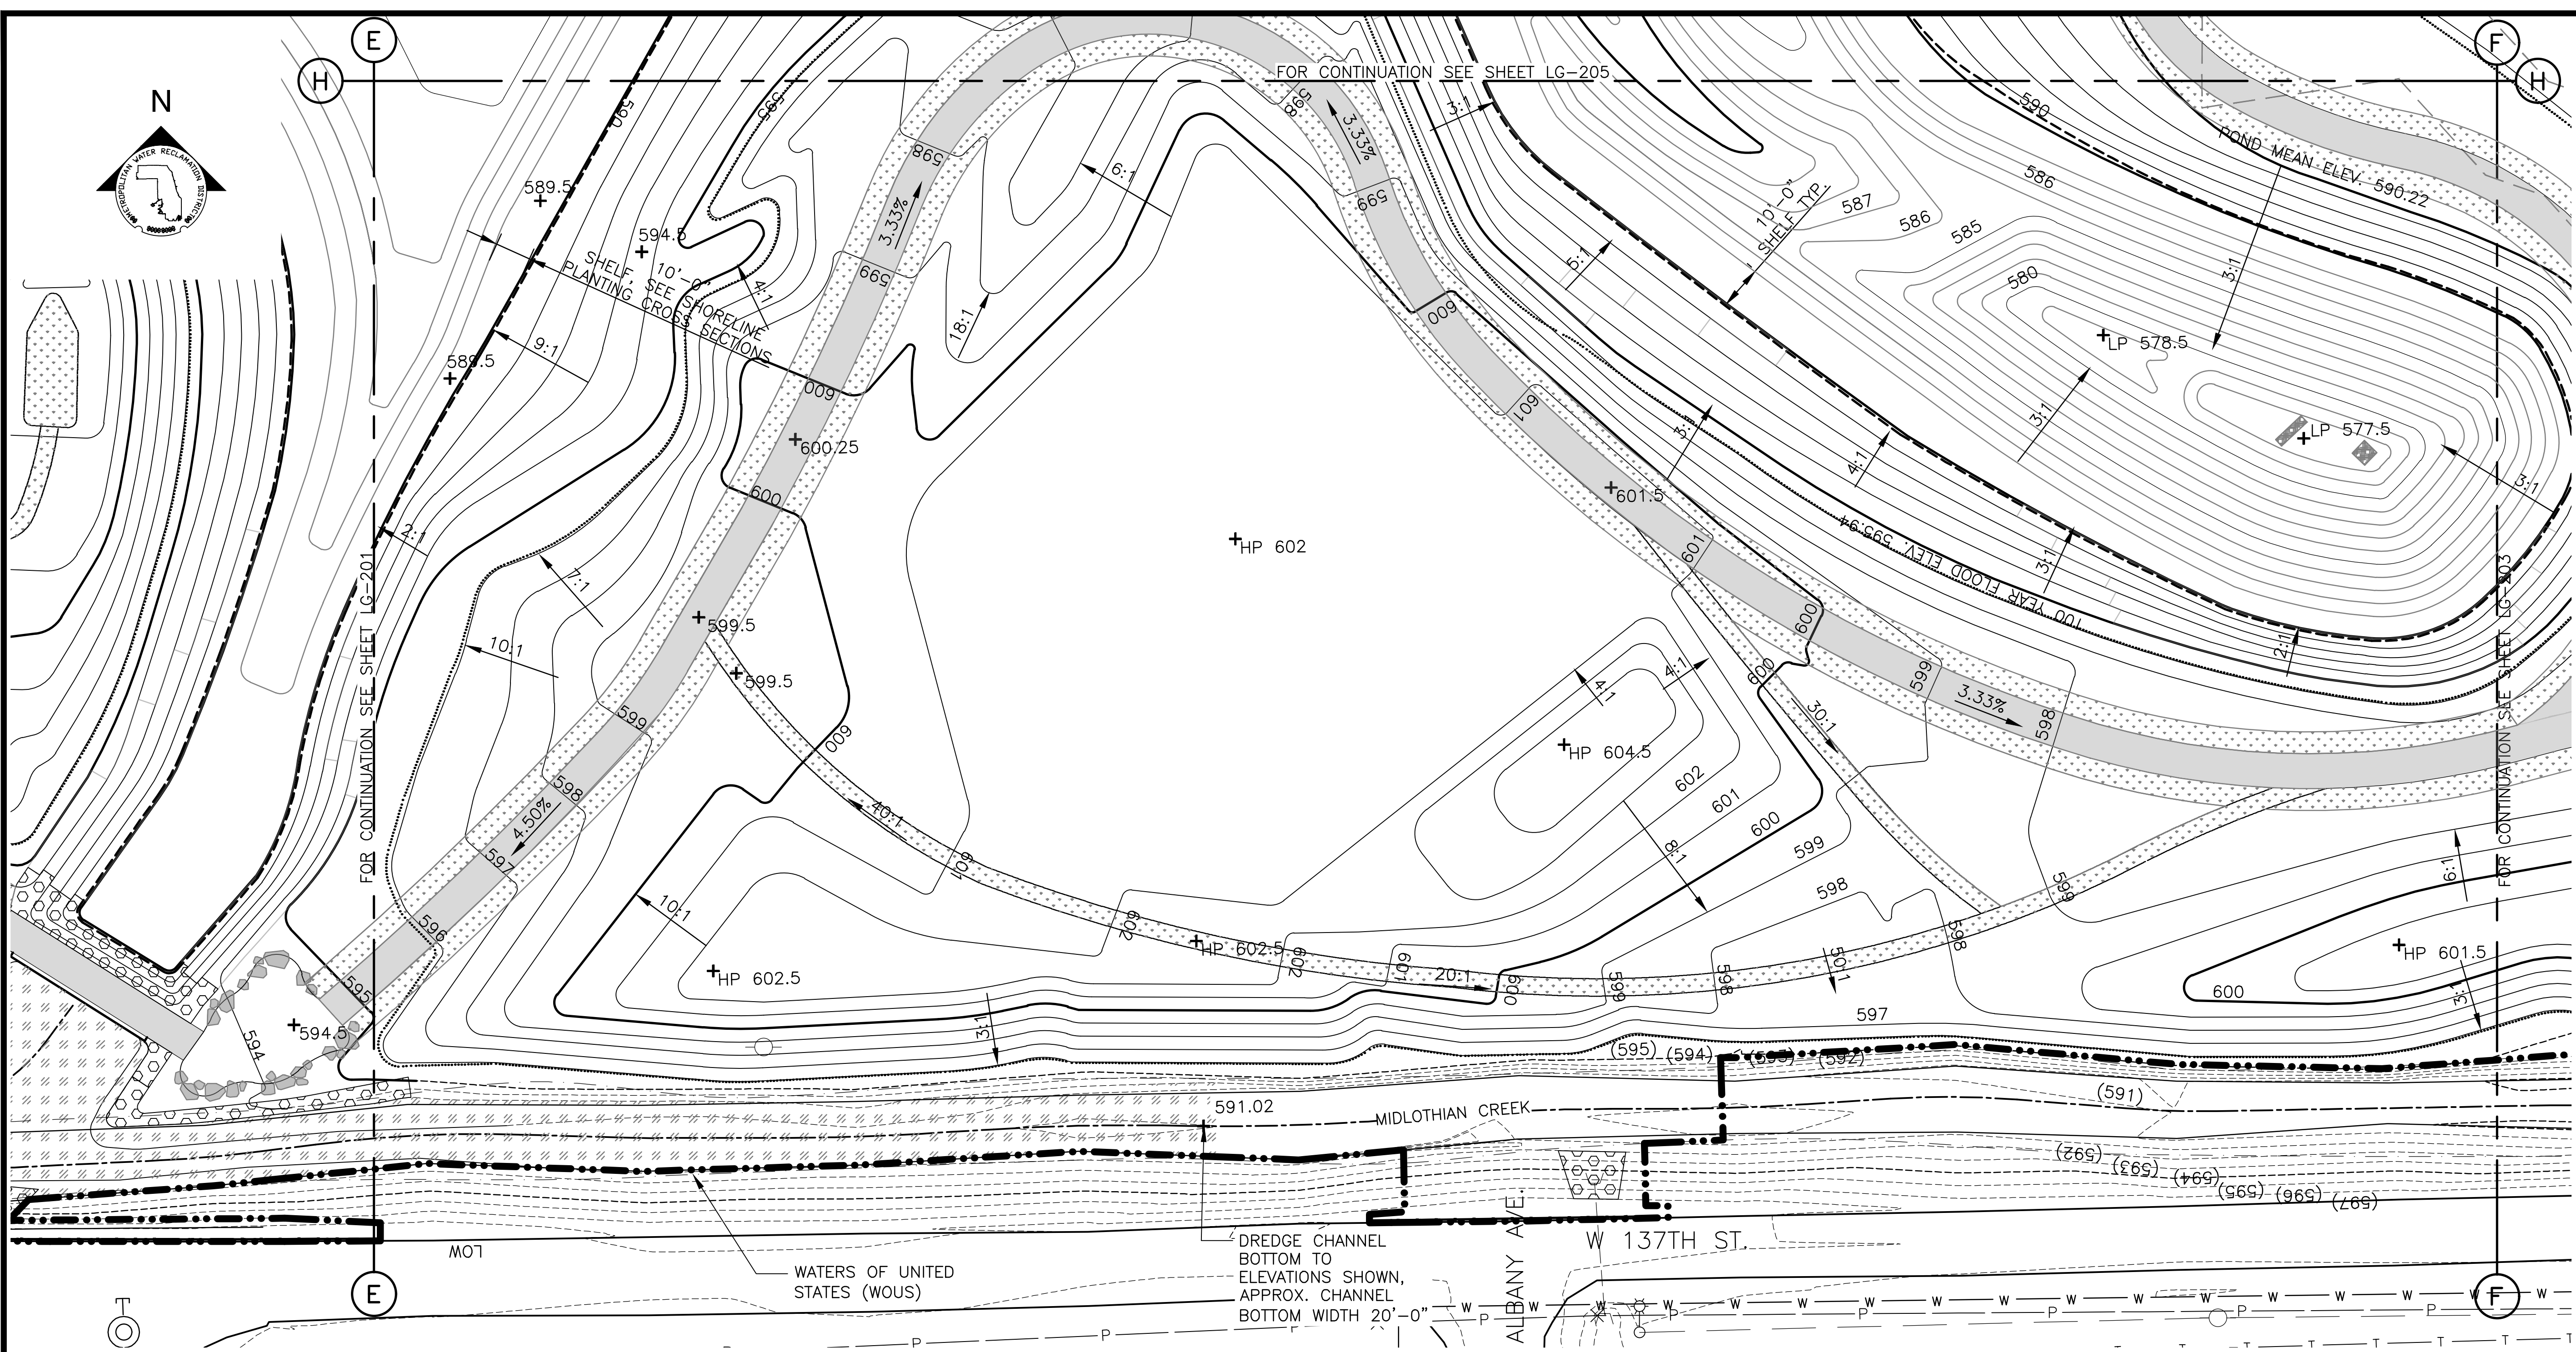 E
F
H
H
FOR CONTINUATION SEE SHEET LG-205
N
METROPOLITAN WATER RECLAMATION DISTRICT
590
595
598
598
3.33%
3:1
590
POND MEAN ELEV. 590.22
589.5
594.5
10'-0"
SHELF, SEE SHORELINE
PLANTING CROSS SECTIONS
4:1
3.33%
599
6:1
599
10'-0"
SHELF TYP.
587
586
585
586
580
3:1
5:1
18:1
600
LP 578.5
589.5
9:1
600
600.25
600
601
3:1
3:1
4:1
LP 577.5
3:1
601.5
HP 602
2:1
7:1
601
100 YEAR FLOOD ELEV. 595.94
3:1
2:1
FOR CONTINUATION SEE SHEET LG-201
FOR CONTINUATION SEE SHEET LG-203
599.5
599.5
10:1
600
600
599
3.33%
598
4:1
4:1
30:1
599
600
HP 604.5
598
4.50%
597
596
595
40:1
601
602
601
600
599
598
8:1
10:1
602
HP 602.5
HP 602.5
602
601
20:1
600
599
598
50:1
598
599
6:1
HP 601.5
600
3:1
597
3:1
594.5
594
(595)
(594)
(593)
(592)
591.02
MIDLOTHIAN CREEK
(591)
(592)
(593)
(594)
(595)
(596)
(597)
LOW
WATERS OF UNITED
STATES (WOUS)
DREDGE CHANNEL
BOTTOM TO
ELEVATIONS SHOWN,
APPROX. CHANNEL
BOTTOM WIDTH 20'-0"
ALBANY AVE.
W 137TH ST.
E
F
T
W W W W W W W W W W W W W W W W W
P P P P P P P
T T T T T T